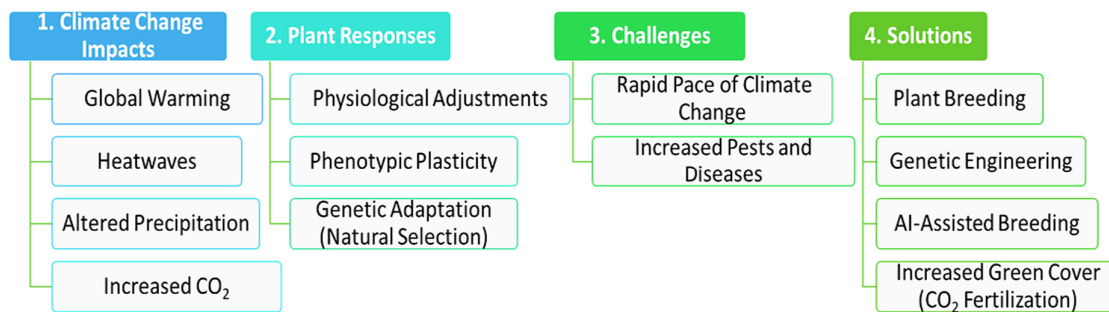 1. Climate Change
Impacts
Global Warming
Heatwaves
Altered Precipitation
Increased CO₂
2. Plant Responses
Physiological Adjustments
Phenotypic Plasticity
Genetic Adaptation
(Natural Selection)
3. Challenges
Rapid Pace of Climate
Change
Increased Pests and
Diseases
4. Solutions
Plant Breeding
Genetic Engineering
AI-Assisted Breeding
Increased Green Cover
(CO₂ Fertilization)